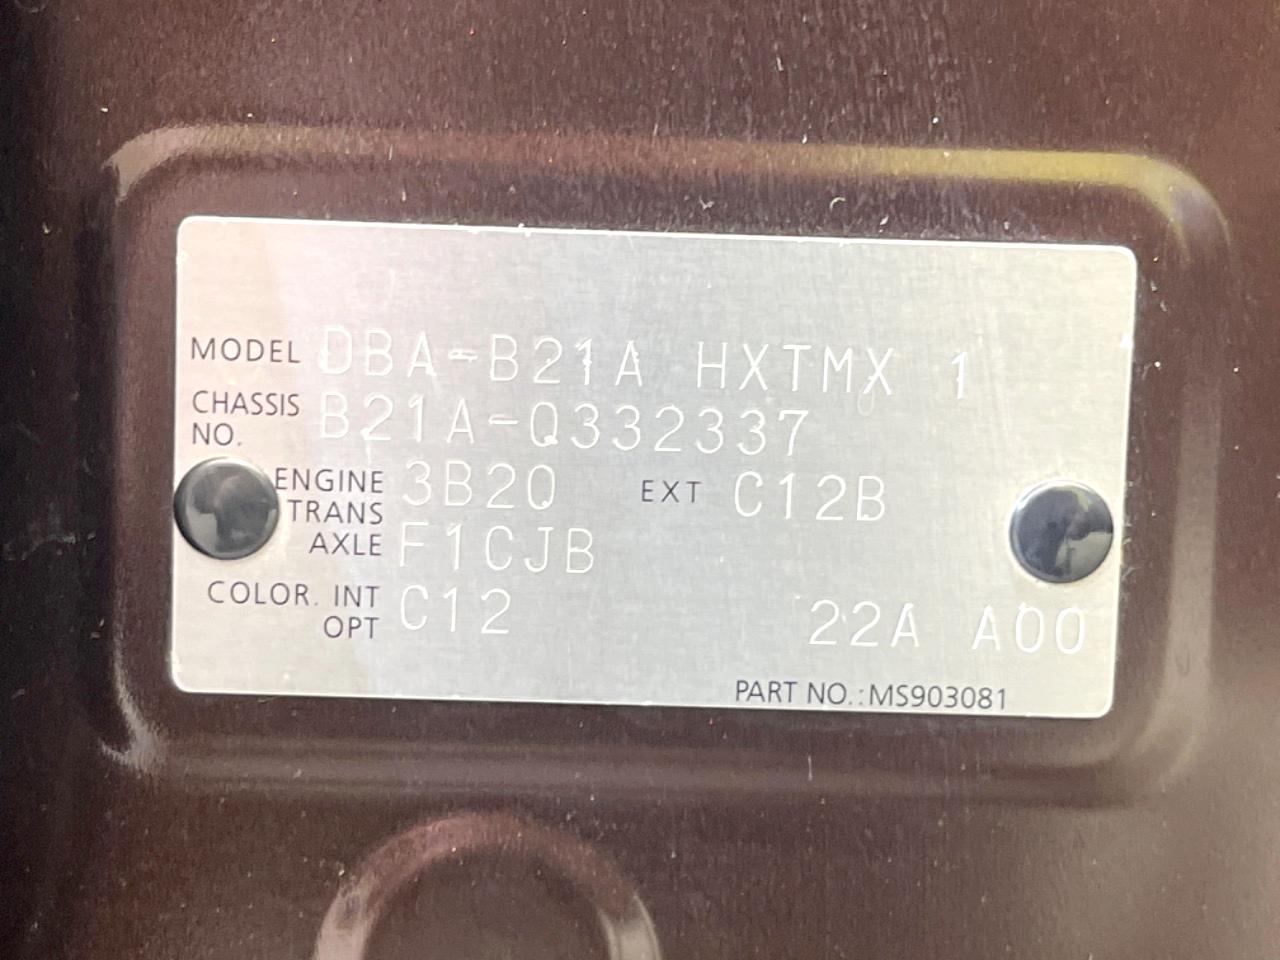 MODEL DBA-B21A HXTMX 1
CHASSIS NO. B21A-0332337
ENGINE 3B20 EXT C12B
TRANS AXLE F1CJB
COLOR. INT OPT C12 22A A00
PART NO.: MS903081